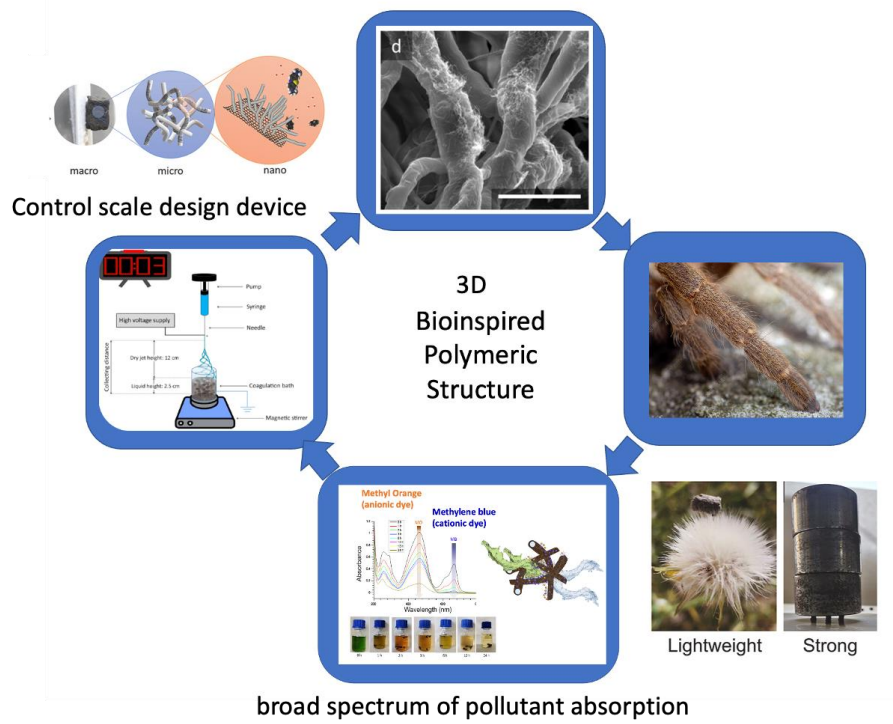 d
macro
micro
nano
Control scale design device
00:03
Pump
Syringe
High voltage supply
Needle
Collecting distance
Dry jet height: 12 cm
Liquid height: 2.5 cm
Coagulation bath
Magnetic stirrer
3D
Bioinspired
Polymeric
Structure
Methyl Orange
(anionic dye)
Methylene blue
(cationic dye)
Absorbance
Wavelength (nm)
Lightweight
Strong
broad spectrum of pollutant absorption